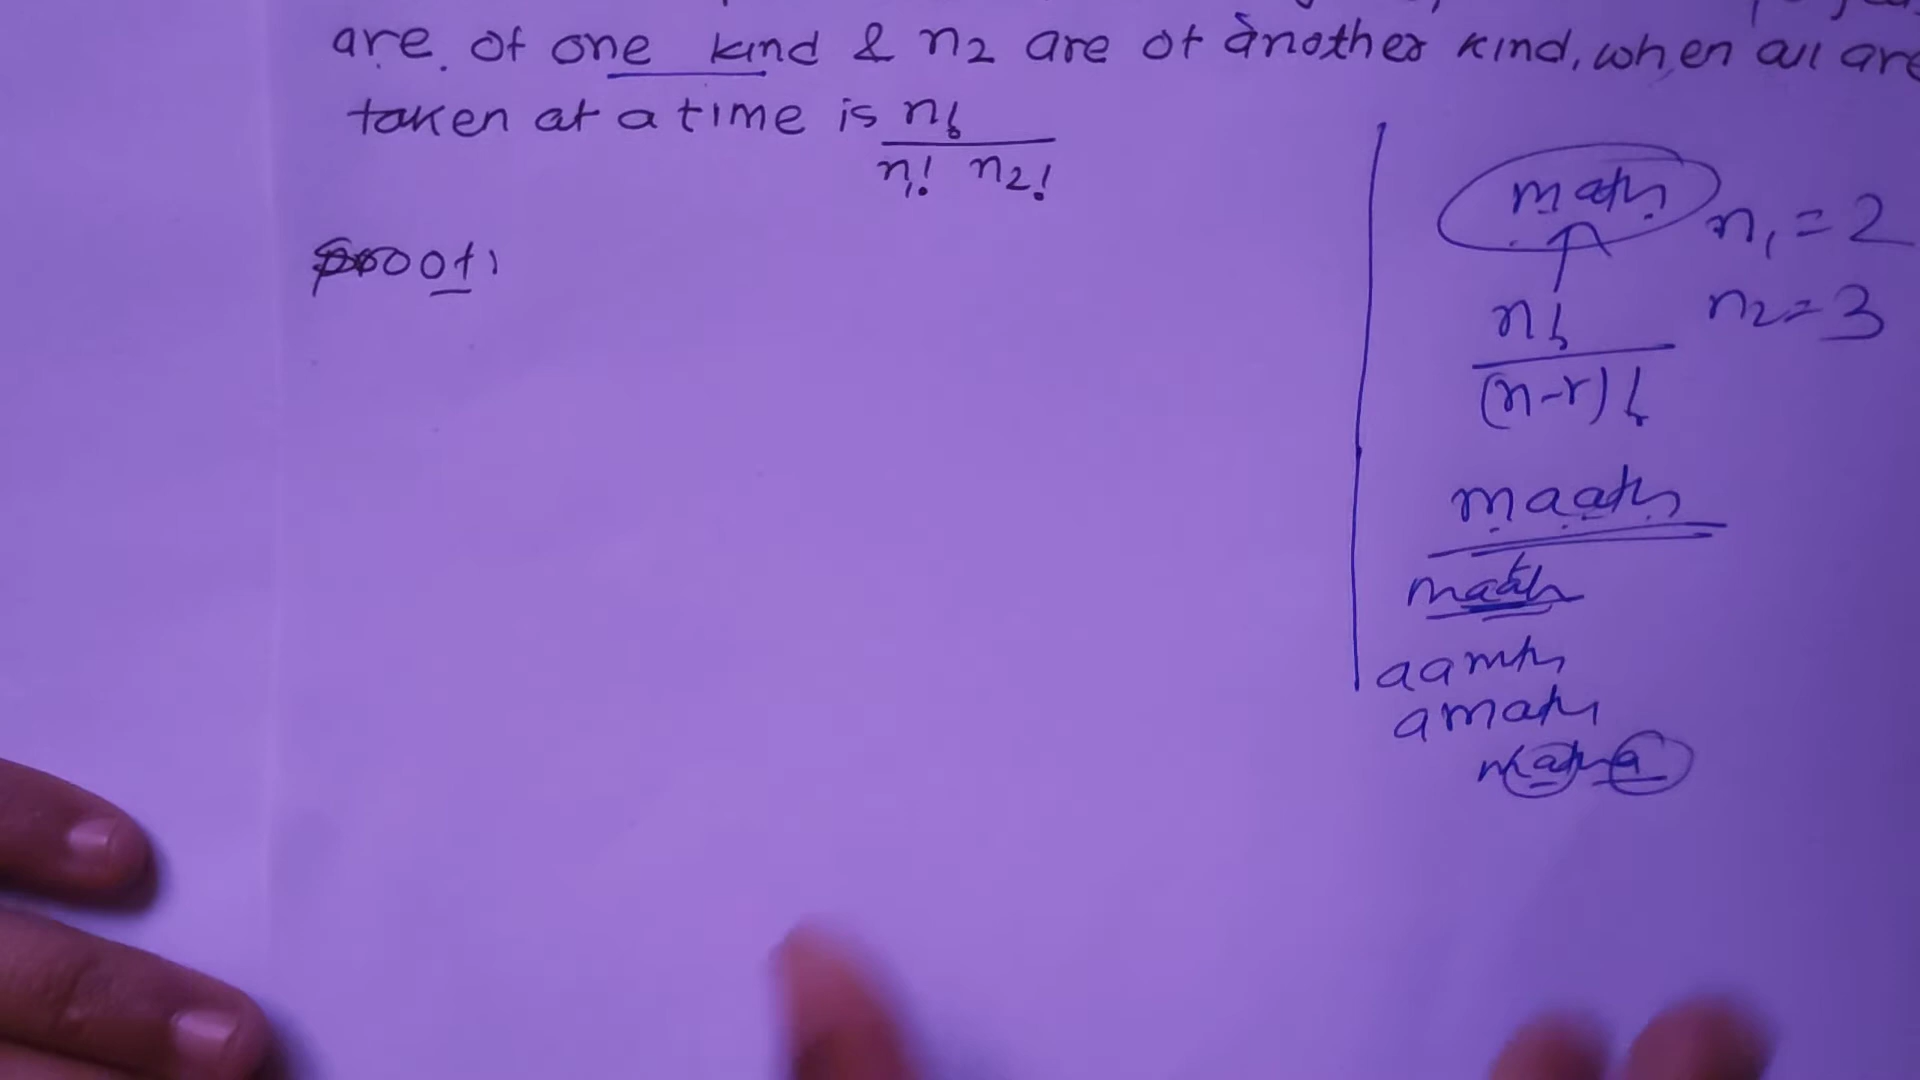 are of one kind & n2 are of another kind, when all are
taken at a time is n!
n1! n2!
Proof:
math
n1 = 2
n!
n2 = 3
(n-r)!
maath
maath
aamth
amath
matha